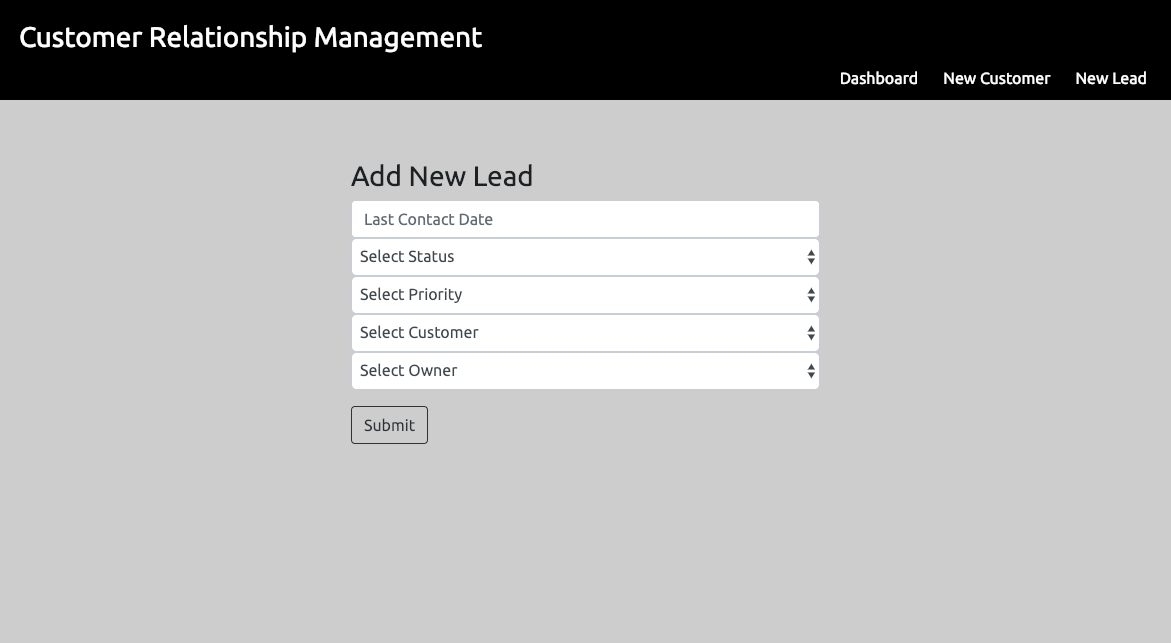 Customer Relationship Management
Dashboard New Customer New Lead
Add New Lead
Last Contact Date
Select Status
Select Priority
Select Customer
Select Owner
Submit